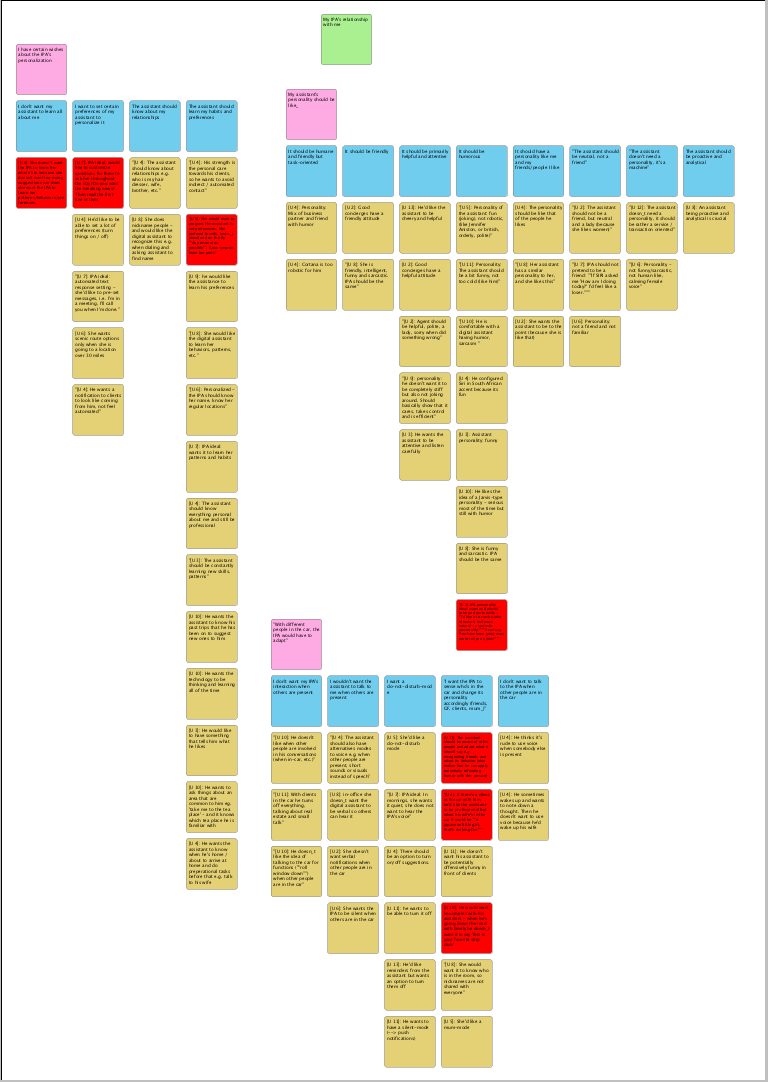 My IPA's relationship
with me
I have certain wishes
about the IPA's
personalization
I don't want my
assistant to learn all
about me
I want to set certain
preferences of my
assistant to
personalize it
The assistant should
know about my
relationships
The assistant should
learn my habits and
preferences
"[U 4]: The assistant
should know about
relationships e.g.
who is my hair
dresser, wife,
brother, etc."
"[U4]: His strength is
the personal care
towards his clients,
so he wants to avoid
indirect / automated
contact"
[U4]: He'd like to be
able to set a lot of
preferences (turn
things on / off)
[U 3]: She does
nickname people -
and would like the
digital assistant to
recognize this e.g.
when dialing and
asking assistant to
find name
"[U 7]: IPA ideal:
automated text
response setting -
she'd like to pre-set
messages, i.e. I'm in
a meeting, I'll call
you when I'm done."
[U 9]: he would like
the assistance to
learn his preferences
[U6]: She wants
scenic route options
only when she is
going to a location
over 30 miles
"[U8]: She would like
the digital assistant
to learn her
behaviors, patterns,
etc."
"[U 4]: He wants a
notification to clients
to look like coming
from him, not feel
automated"
"[U6]: Personalized -
the IPA should know
her name, know her
regular locations"
[U 3]: IPA ideal:
wants it to learn her
patterns and habits
[U 4]: The assistant
should know
everything personal
about me and still be
professional
"[U 1]: The assistant
should be constantly
learning new skills,
patterns"
[U 10]: He wants the
assistant to know his
past trips that he has
been on to suggest
new ones to him
[U 10]: He wants the
technology to be
thinking and learning
all of the time
[U 3]: He would like
to have something
that tells him what
he likes
[U 10]: He wants to
ask things about an
area that are
common to him eg.
'take me to the tea
place' - and it knows
which tea place he is
familiar with
[U 4]: He wants the
assistant to know
when he's home /
about to arrive at
home and do
preperational tasks
before that e.g. talk
to his wife
My assistant's
personality should be
like_
It should be humane
and friendly but
task-oriented
It should be friendly
It should be primarily
helpful and attentive
It should be
humorous
It should have a
personality like me
and my
friends/people I like
"The assistant should
be neutral, not a
friend"
"The assistant
doesn't need a
personality. It's a
machine"
The assistant should
be proactive and
analytical
"[U 4]: Personality:
Mix of business
partner and friend
with humor
[U2]: Good
concierges have a
friendly attitude
[U 13]: He'd like the
assistant to be
cheery and helpful
"[U5]: Personality of
the assistant fun
(joking): not robotic,
like Jennifer
Aniston, or british,
orderly, polite!"
[U4]: The personality
should be like that
of the people he
likes
"[U 2]: The assistant
should not be a
friend, but neutral
and a lady (because
she likes women)"
"[U12]: The assistant
doesn_t need a
personality. It should
be rather a service /
transaction oriented"
[U 3]: An assistant
being proactive and
analytical is crucial
[U4]: Cortana is too
robotic for him
"[U 8]: She is
friendly, intelligent,
funny and sarcastic.
IPA should be the
same"
[U 2]: Good
concierges have a
helpful attitude
"[U11] Personality:
The assistant should
be a bit funny, not
too cold like himi"
"[U8]: Her assistant
has a similar
personality to her,
and she likes this"
"[U 7]: IPA should not
pretend to be a
friend: ""If SIRI asked
me ""How am I doing
today?"" I'd feel like a
loser."""
"[U 6]: Personality -
not funny/sarcastic,
not human like,
calming female
voice"
"[U 2]: Agent should
be helpful, polite, a
lady, sorry when did
something wrong"
"[U10]: He is
comfortable with a
digital assistant
having humor,
sarcasm"
[U2]: She wants the
assistant to be to the
point (because she is
like that)
[U6]: Personality:
not a friend and not
familiar
"[U 9]: personality:
he doesn't want it to
be completely stiff
but also not joking
around. Should
basically show that it
cares, takes control
and is efficient"
[U 4]: He configured
Siri in South African
accent because its
fun
[U 1]: He wants the
assistant to be
attentive and listen
carefully
[U 3]: Assistant
personality: funny
[U 10]: He likes the
idea of a Jarvis-type
personality - serious
most of the time but
still with humor
[U 3]: She is funny
and sarcastic. IPA
should be the same
"With different
people in the car, the
IPA would have to
adapt"
I don't want my IPA's
interaction when
others are present
I wouldn't want the
assistant to talk to
me when others are
present
I want a
do-not-disturb-mod
e
"I want the IPA to
sense who's in the
car and change its
personality
accordingly (friends,
GF, clients, mum_)"
I don't want to talk
to the IPA when
other people are in
the car
"[U10]: He doesn't
like when other
people are involved
in his conversations
(when in-car, etc.)"
"[U 4]: The assistant
should also have
alternatives modes
to voice e.g. when
other people are
present; short
sounds or visuals
instead of speech"
[U 5]: She'd like a
do-not-disturb
mode
[U4]: He thinks it's
rude to use voice
when somebody else
is present
"[U11]: With clients
in the car he turns
off everything,
talking about real
estate and small
talk"
[U8]: In-office she
doesn_t want the
digital assistant to
be verbal so others
can hear it
"[U 7]: IPA ideal: In
mornings, she wants
it quiet, she does not
want to hear the
IPA's voice"
[U 4]: He sometimes
wakes up and wants
to note down a
thought. Then he
doesn't want to use
voice because he'd
wake up his wife
"[U10]: He doesn_t
like the idea of
talking to the car for
functions (""roll
window down"")
when other people
are in the car"
[U2]: She doesn't
want verbal
notifications when
other people are in
the car
[U 4]: There should
be an option to turn
on/off suggestions.
[U 11]: He doesn't
want his assistant to
be potentially
offensively funny in
front of clients
[U6]: She wants the
IPA to be silent when
others are in the car
[U 13]: he wants to
be able to turn it off
[U 13]: He'd like
reminders from the
assistant but wants
an option to turn
them off
"[U8]: She would
want it to know who
is in the room, so
nicknames are not
shared with
everyone"
[U 11]: He wants to
have a silent-mode
(--> push
notifications)
[U 5]: She'd like a
mum-mode